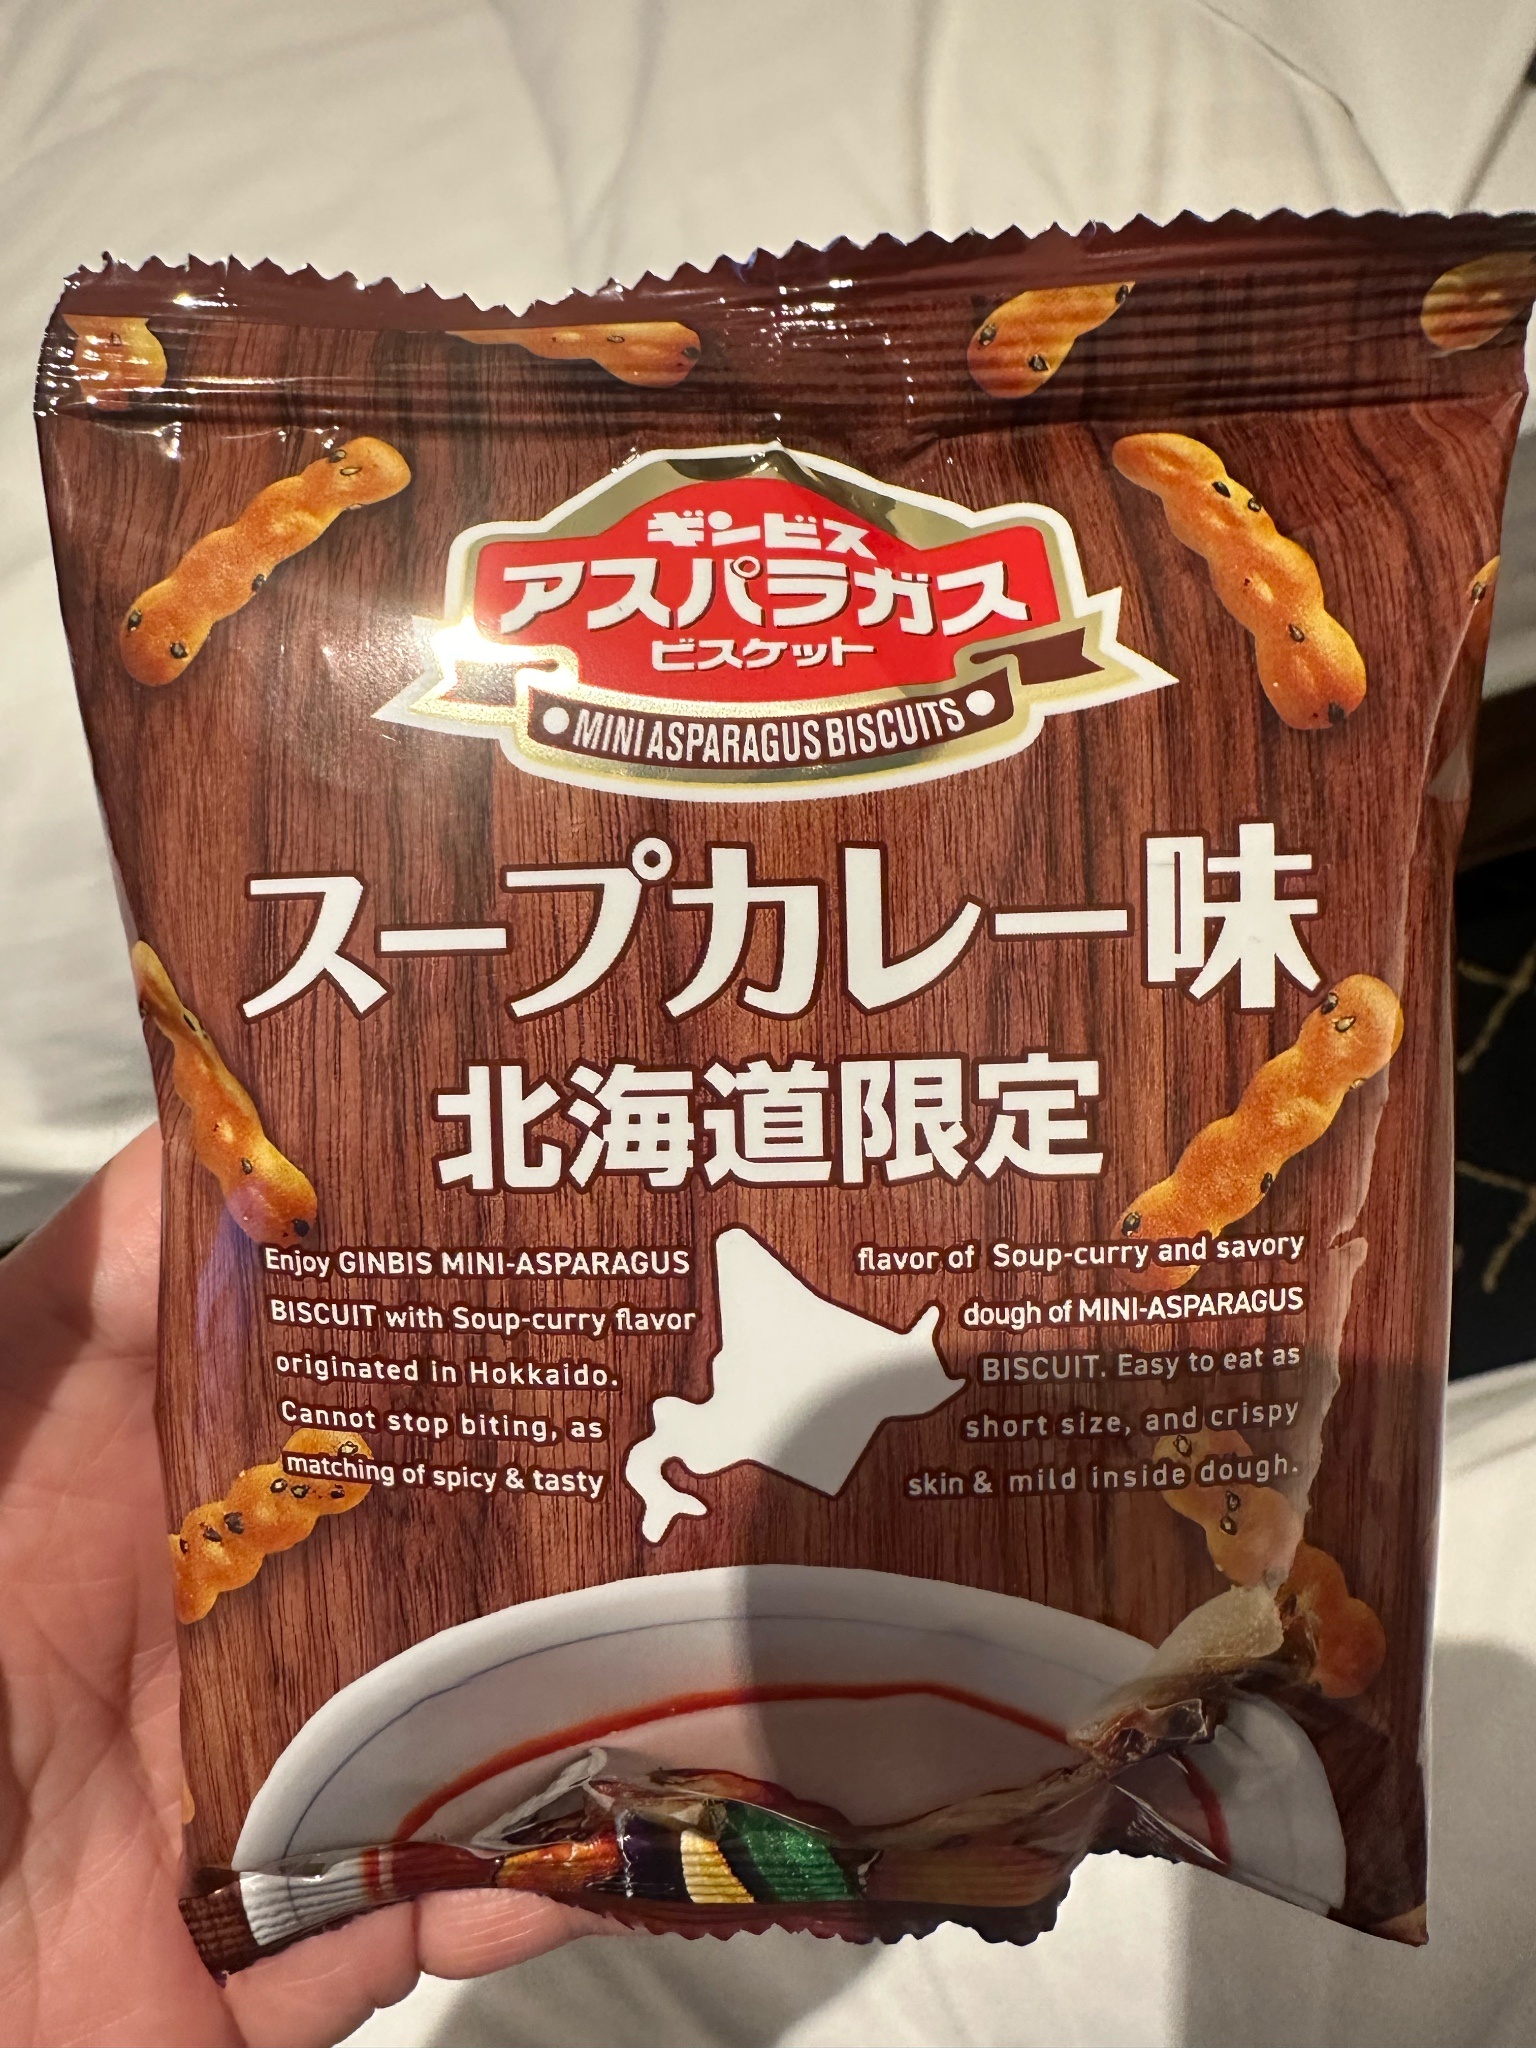 ギンビス
アスパラガス
ビスケット
MINI ASPARAGUS BISCUITS
スープカレー味
北海道限定
Enjoy GINBIS MINI-ASPARAGUS
BISCUIT with Soup-curry flavor
originated in Hokkaido.
Cannot stop biting, as
matching of spicy & tasty
flavor of Soup-curry and savory
dough of MINI-ASPARAGUS
BISCUIT. Easy to eat as
short size, and crispy
skin & mild inside dough.